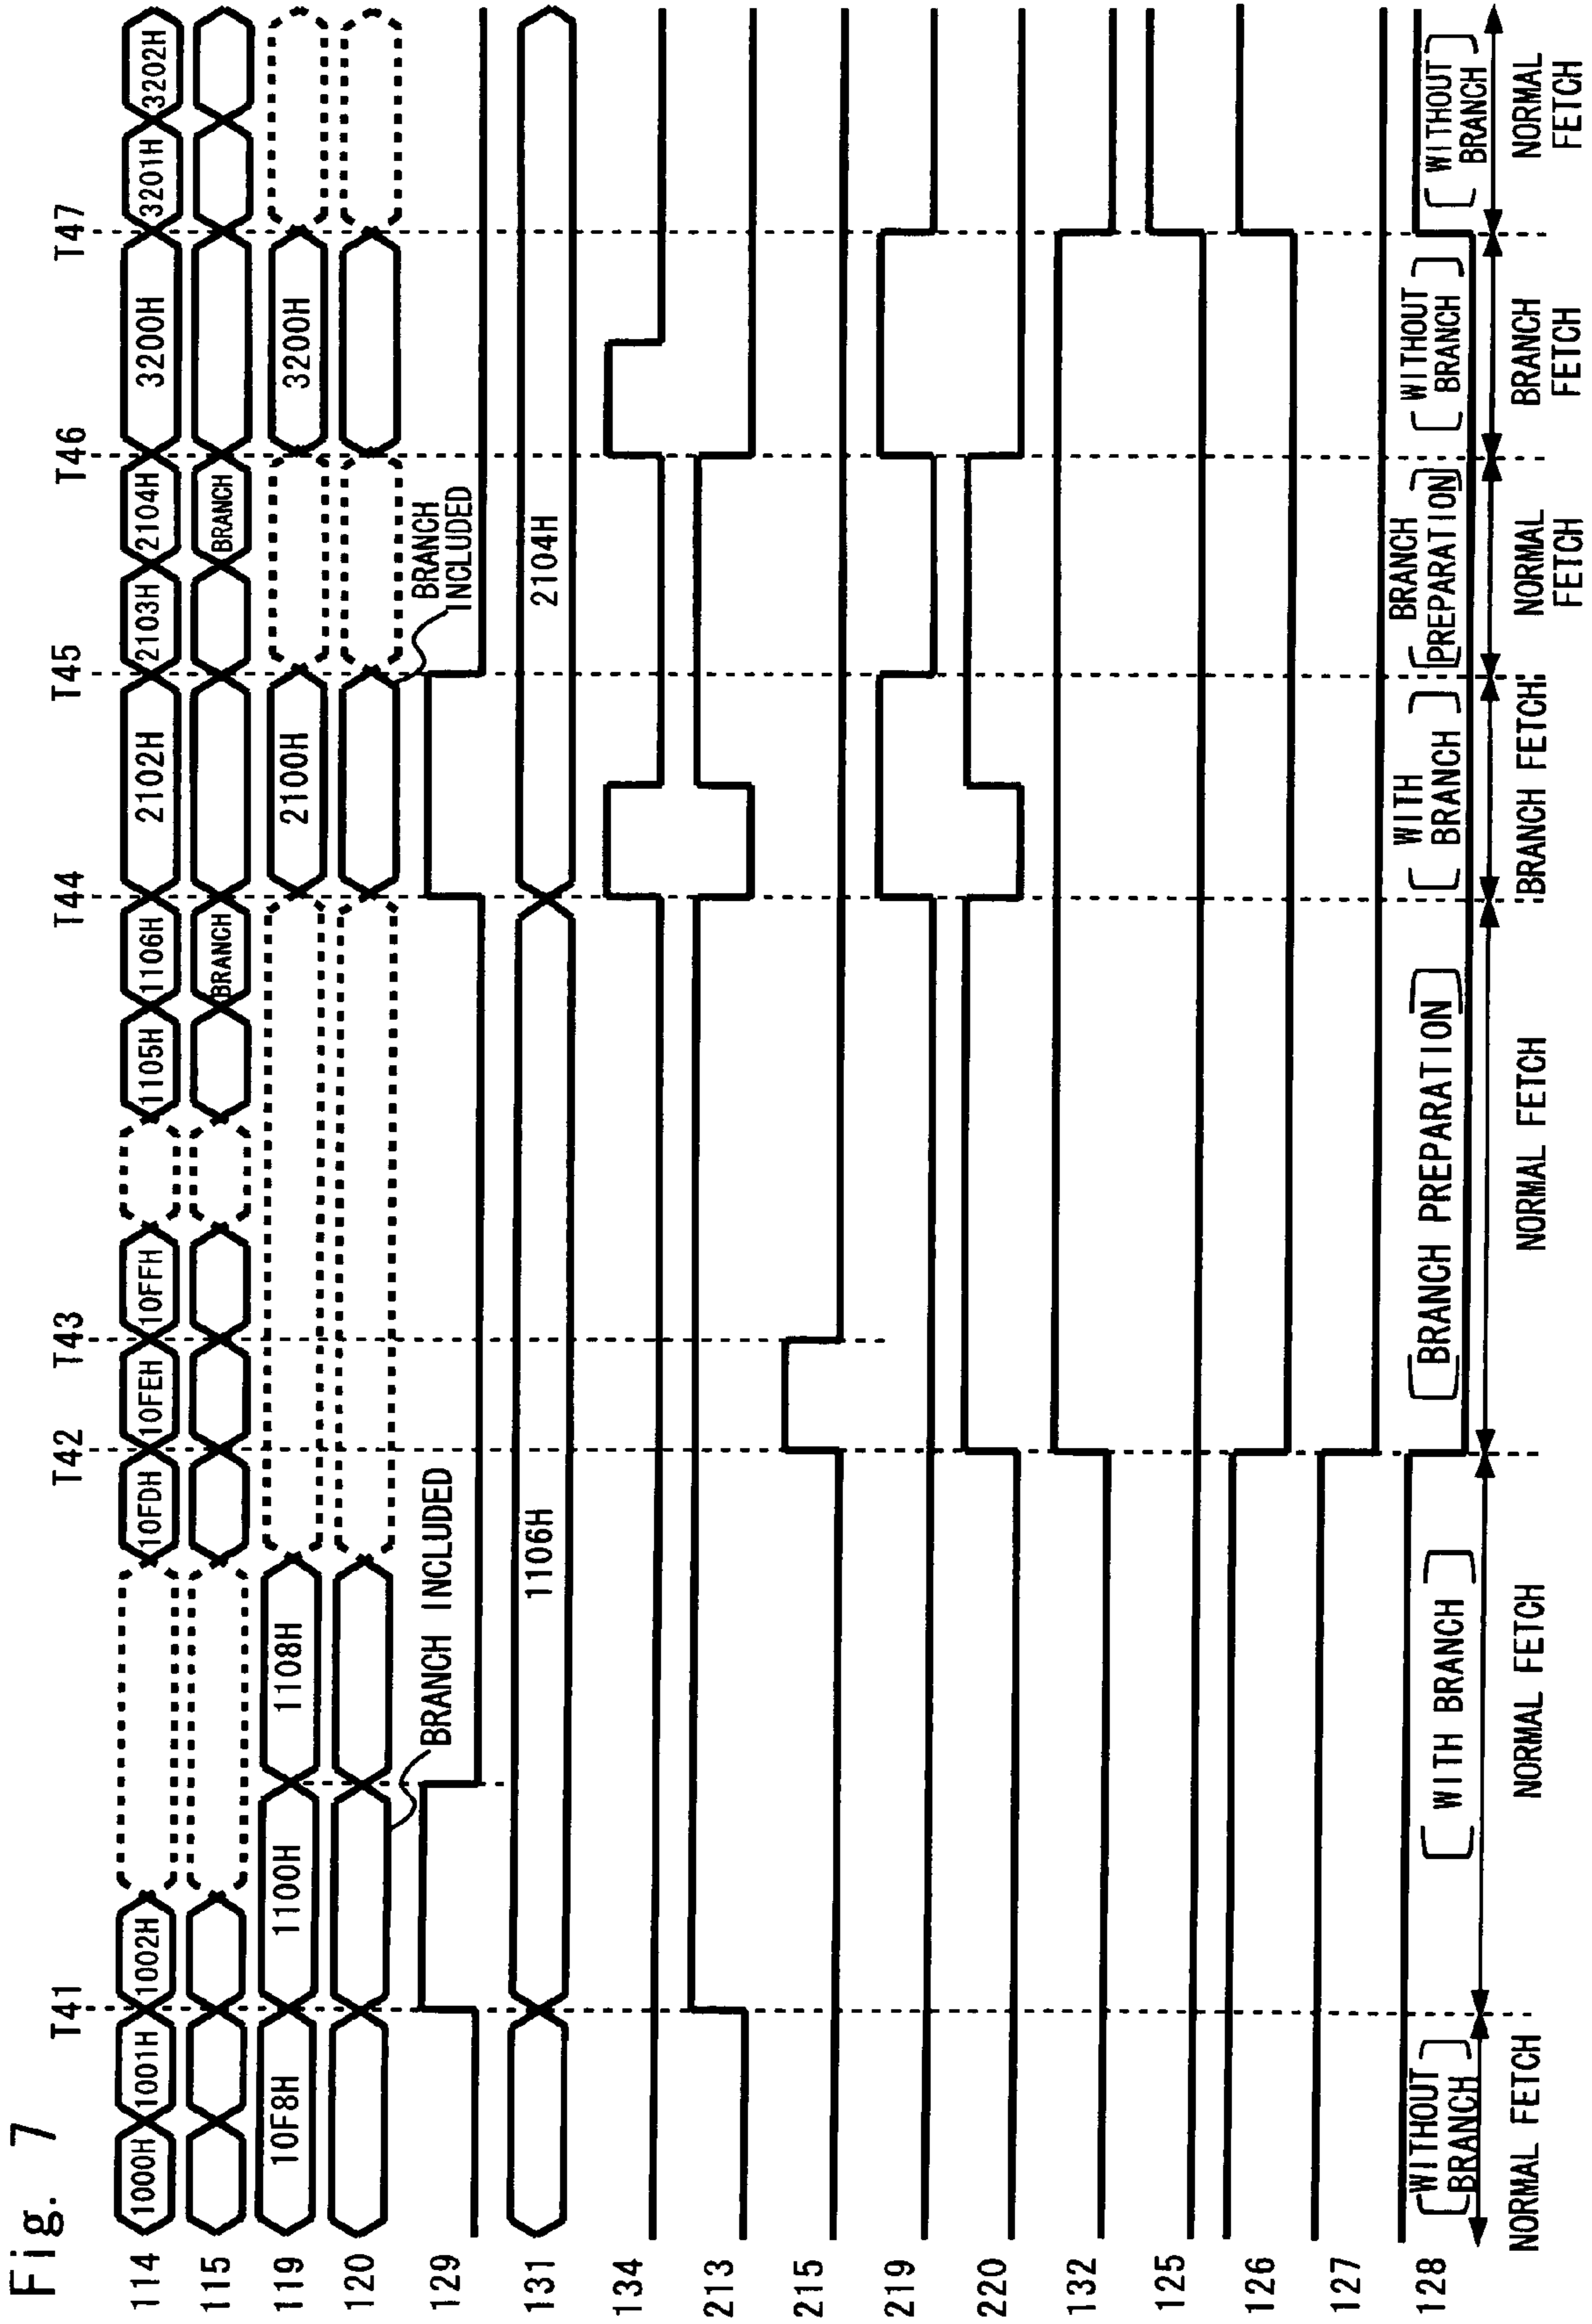 Fig. 7
T41 T42 T43 T44 T45 T46 T47
114 1000H 1001H 1002H 10FDH 10FEH 10FFH 1105H 1106H 2102H 2103H 2104H 3200H 3201H 3202H
115 BRANCH BRANCH
119 10F8H 1100H 1108H 2100H 3200H
120
BRANCH INCLUDED
BRANCH
INCLUDED
129
131 1106H 2104H
134
213
215
219
220
132
125
126
127
128
[WITHOUT
BRANCH]
[WITH BRANCH]
[BRANCH PREPARATION]
[WITH
BRANCH]
[BRANCH
PREPARATION]
[WITHOUT
BRANCH]
[WITHOUT
BRANCH]
NORMAL FETCH
NORMAL FETCH
NORMAL FETCH
BRANCH FETCH
NORMAL
FETCH
BRANCH
FETCH
NORMAL
FETCH